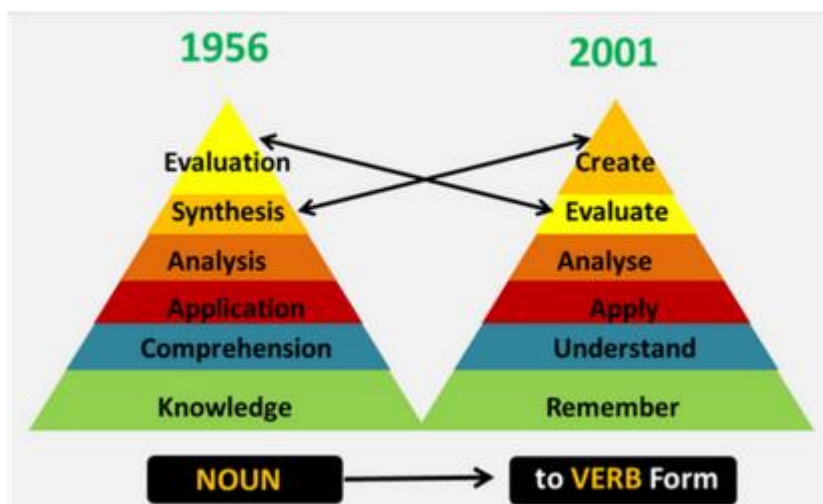 1956
2001
Evaluation
Synthesis
Analysis
Application
Comprehension
Knowledge
Create
Evaluate
Analyse
Apply
Understand
Remember
NOUN
to VERB Form